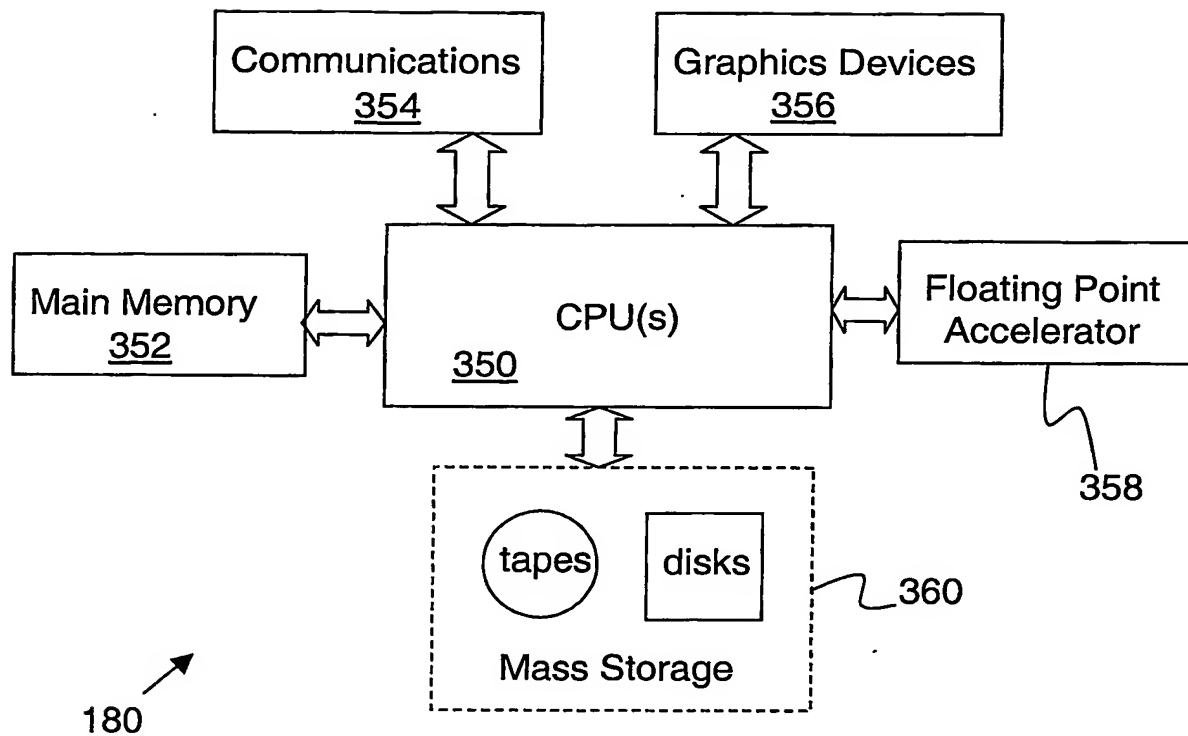 Communications
354
Graphics Devices
356
Main Memory
352
CPU(s)
350
Floating Point
Accelerator
358
tapes
disks
360
Mass Storage
180